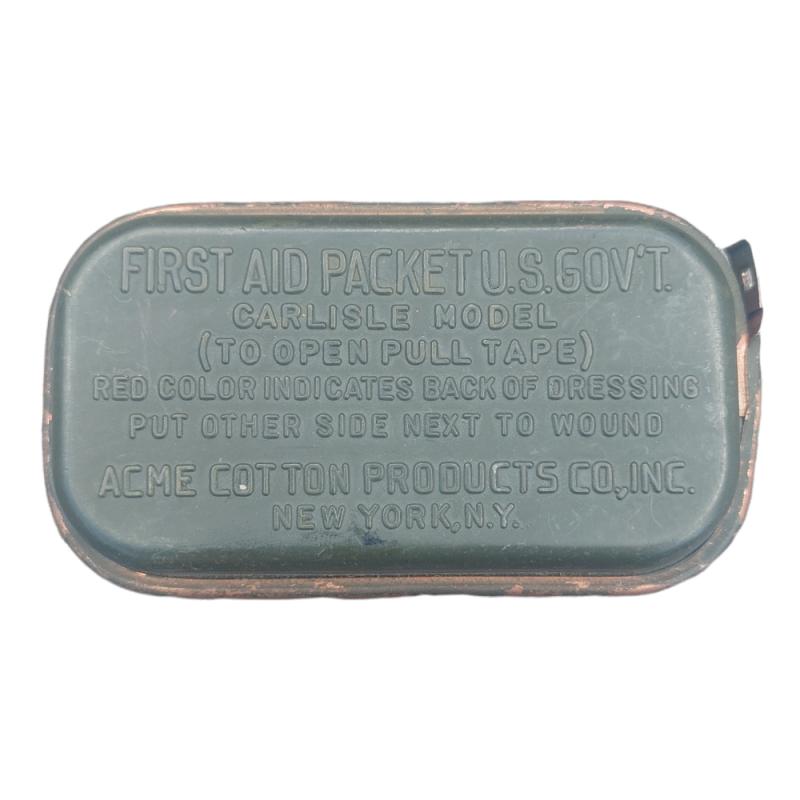 FIRST AID PACKET U.S. GOV'T.
CARLISLE MODEL
(TO OPEN PULL TAPE)
RED COLOR INDICATES BACK OF DRESSING
PUT OTHER SIDE NEXT TO WOUND
ACME COTTON PRODUCTS CO., INC.
NEW YORK, N.Y.